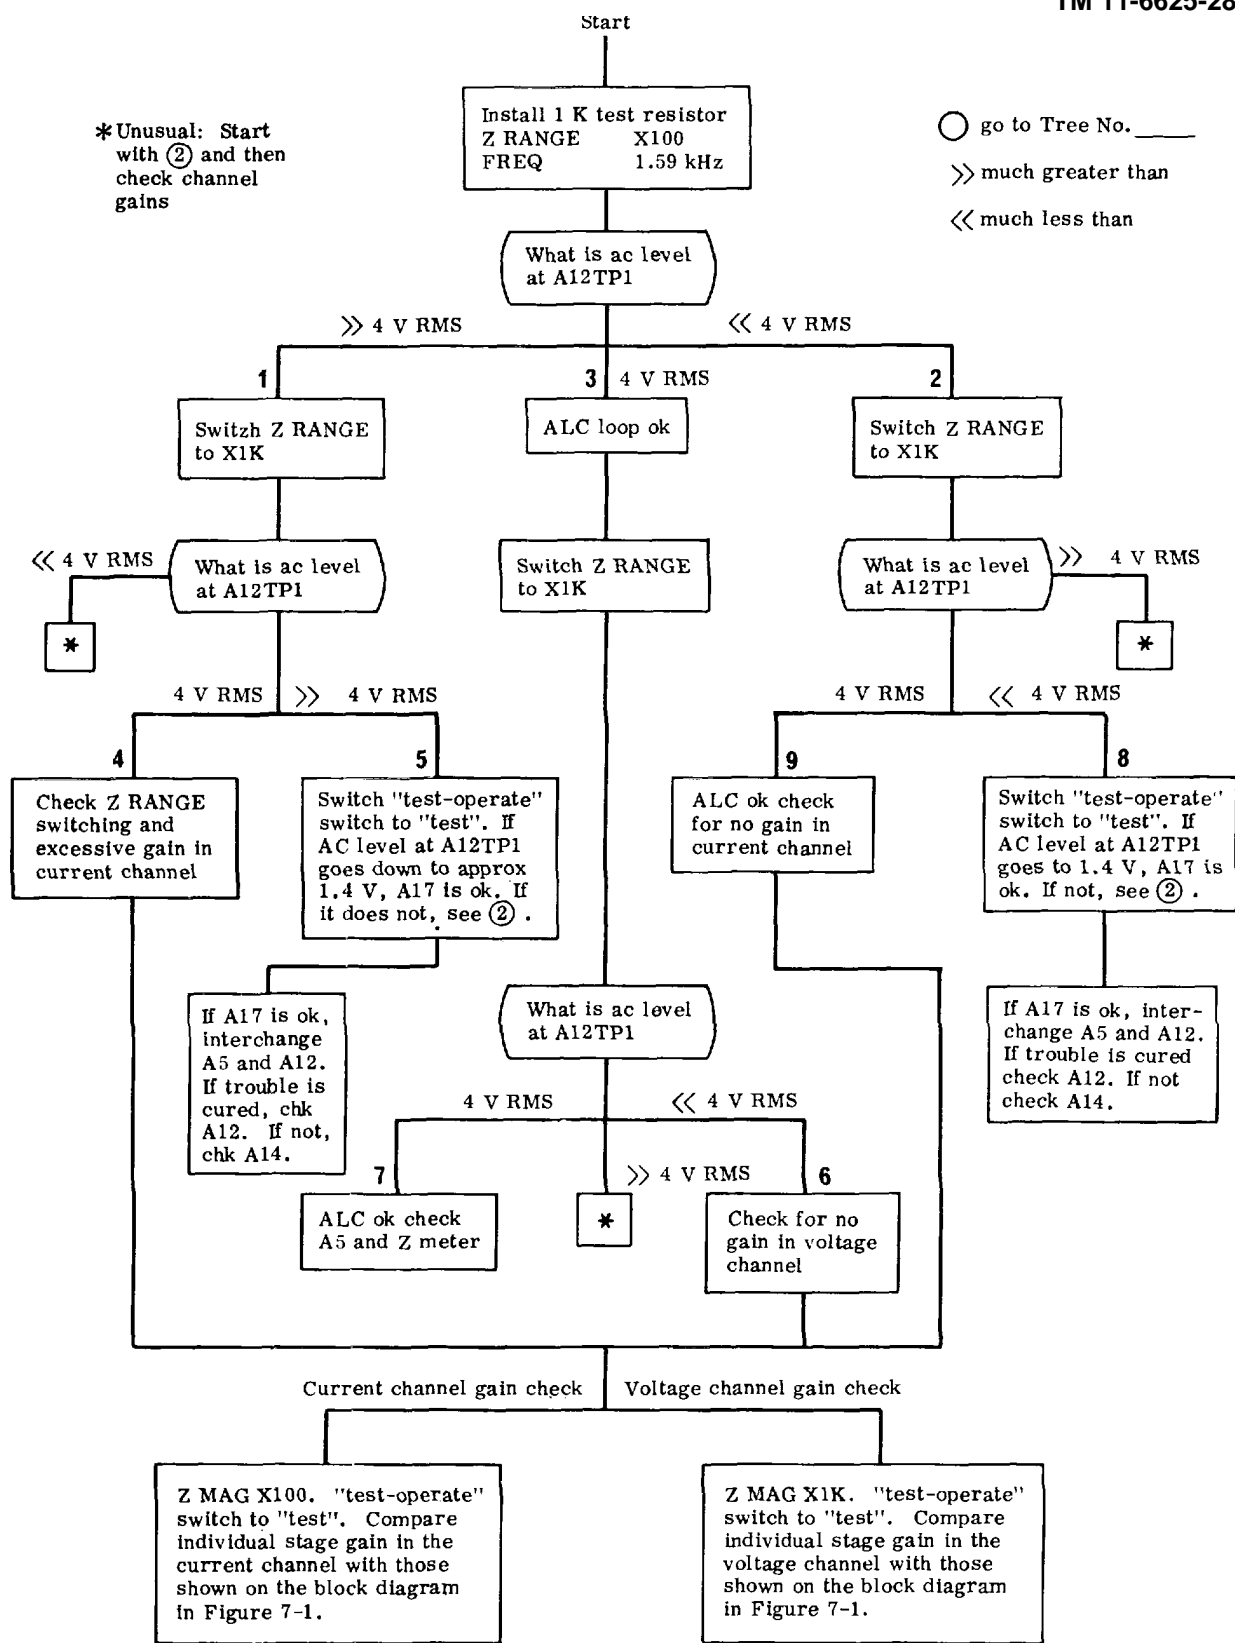 TM 11-6625-28
Start
Install 1 K test resistor
Z RANGE X100
FREQ 1.59 kHz
*Unusual: Start
with 2 and then
check channel
gains
go to Tree No. ____
>> much greater than
<< much less than
What is ac level
at A12TP1
>> 4 V RMS
<< 4 V RMS
1
3
4 V RMS
2
Switzh Z RANGE
to X1K
ALC loop ok
Switch Z RANGE
to X1K
<< 4 V RMS
What is ac level
at A12TP1
Switch Z RANGE
to X1K
What is ac level
at A12TP1
>> 4 V RMS
*
*
4 V RMS
>> 4 V RMS
4 V RMS
<< 4 V RMS
4
5
9
8
Check Z RANGE
switching and
excessive gain in
current channel
Switch "test-operate"
switch to "test". If
AC level at A12TP1
goes down to approx
1.4 V, A17 is ok. If
it does not, see 2 .
ALC ok check
for no gain in
current channel
Switch "test-operate"
switch to "test". If
AC level at A12TP1
goes to 1.4 V, A17 is
ok. If not, see 2 .
If A17 is ok,
interchange
A5 and A12.
If trouble is
cured, chk
A12. If not,
chk A14.
What is ac level
at A12TP1
If A17 is ok, inter-
change A5 and A12.
If trouble is cured
check A12. If not
check A14.
4 V RMS
<< 4 V RMS
7
>> 4 V RMS
6
ALC ok check
A5 and Z meter
*
Check for no
gain in voltage
channel
Current channel gain check
Voltage channel gain check
Z MAG X100. "test-operate"
switch to "test". Compare
individual stage gain in the
current channel with those
shown on the block diagram
in Figure 7-1.
Z MAG X1K. "test-operate"
switch to "test". Compare
individual stage gain in the
voltage channel with those
shown on the block diagram
in Figure 7-1.